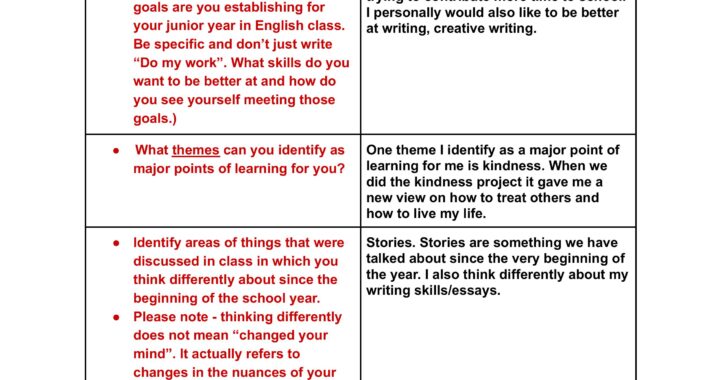 goals are you establishing for
your junior year in English class.
Be specific and don’t just write
“Do my work”. What skills do you
want to be better at and how do
you see yourself meeting those
goals.)
trying to contribute more time to school.
I personally would also like to be better
at writing, creative writing.
● What themes can you identify as
major points of learning for you?
One theme I identify as a major point of
learning for me is kindness. When we
did the kindness project it gave me a
new view on how to treat others and
how to live my life.
● Identify areas of things that were
discussed in class in which you
think differently about since the
beginning of the school year.
● Please note - thinking differently
does not mean “changed your
mind”. It actually refers to
changes in the nuances of your
Stories. Stories are something we have
talked about since the very beginning of
the year. I also think differently about my
writing skills/essays.